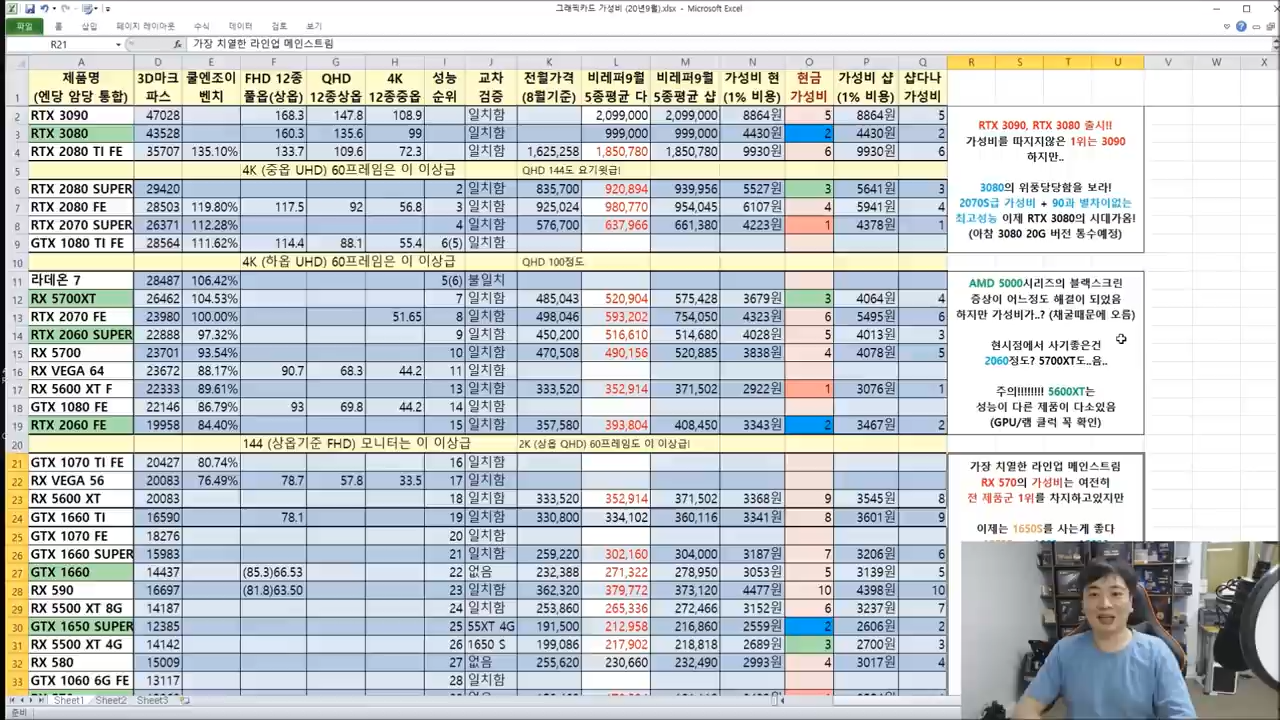 그래픽카드 가성비 (20년9월).xlsx - Microsoft Excel
파일 홈 삽입 페이지 레이아웃 수식 데이터 검토 보기
R21 fx 가장 치열한 라인업 메인스트림
A D E F G H I J K L M N O P Q R S T U V W X
1 제품명 3D마크 쿨엔조이 FHD 12종 QHD 4K 성능 교차 전월가격 비레퍼9월 비레퍼9월 가성비 현 현금 가성비 샵 샵다나
(엔당 암당 통합) 파스 벤치 풀옵(상옵) 12종상옵 12종중옵 순위 검증 (8월기준) 5종평균 다 5종평균 샵 (1% 비용) 가성비 (1% 비용) 가성비
2 RTX 3090 47028 168.3 147.8 108.9 일치함 2,099,000 2,099,000 8864원 5 8864원 5
3 RTX 3080 43528 160.3 135.6 99 일치함 999,000 999,000 4430원 2 4430원 2
4 RTX 2080 TI FE 35707 135.10% 133.7 109.6 72.3 일치함 1,625,258 1,850,780 1,850,780 9930원 6 9930원 6
5 4K (중옵 UHD) 60프레임은 이 이상급 QHD 144도 요기윗급!
6 RTX 2080 SUPER 29420 2 일치함 835,700 920,894 939,956 5527원 3 5641원 3
7 RTX 2080 FE 28503 119.80% 117.5 92 56.8 3 일치함 925,024 980,770 954,045 6107원 4 5941원 4
8 RTX 2070 SUPER 26371 112.28% 4 일치함 576,700 637,966 661,380 4223원 1 4378원 1
9 GTX 1080 TI FE 28564 111.62% 114.4 88.1 55.4 6(5) 일치함
10 4K (하옵 UHD) 60프레임은 이 이상급 QHD 100정도
11 라데온 7 28487 106.42% 5(6) 불일치
12 RX 5700XT 26462 104.53% 7 일치함 485,043 520,904 575,428 3679원 3 4064원 4
13 RTX 2070 FE 23980 100.00% 51.65 8 일치함 498,046 593,202 754,050 4323원 6 5495원 6
14 RTX 2060 SUPER 22888 97.32% 9 일치함 450,200 516,610 514,680 4028원 5 4013원 3
15 RX 5700 23701 93.54% 10 일치함 470,508 490,156 520,885 3838원 4 4078원 5
16 RX VEGA 64 23672 88.17% 90.7 68.3 44.2 11 일치함
17 RX 5600 XT F 22333 89.61% 13 일치함 333,520 352,914 371,502 2922원 1 3076원 1
18 GTX 1080 FE 22146 86.79% 93 69.8 44.2 14 일치함
19 RTX 2060 FE 19958 84.40% 15 일치함 357,580 393,804 408,450 3343원 2 3467원 2
20 144 (상옵기준 FHD) 모니터는 이 이상급 2K (상옵 QHD) 60프레임도 이 이상급!
21 GTX 1070 TI FE 20427 80.74% 16 일치함
22 RX VEGA 56 20083 76.49% 78.7 57.8 33.5 17 일치함
23 RX 5600 XT 20083 18 일치함 333,520 352,914 371,502 3368원 9 3545원 8
24 GTX 1660 TI 16590 78.1 19 일치함 330,800 334,102 360,116 3341원 8 3601원 9
25 GTX 1070 FE 18276 20 일치함
26 GTX 1660 SUPER 15983 21 일치함 259,220 302,160 304,000 3187원 7 3206원 6
27 GTX 1660 14437 (85.3)66.53 22 없음 232,388 271,322 278,950 3053원 5 3139원 5
28 RX 590 16697 (81.8)63.50 23 일치함 362,320 379,772 373,120 4477원 10 4398원 10
29 RX 5500 XT 8G 14187 24 일치함 253,860 265,336 272,466 3152원 6 3237원 7
30 GTX 1650 SUPER 12385 25 55XT 4G 191,500 212,958 216,860 2559원 2 2606원 2
31 RX 5500 XT 4G 14142 26 1650 S 199,086 217,902 218,818 2689원 3 2700원 3
32 RX 580 15009 27 없음 255,620 230,660 232,490 2993원 4 3017원 4
33 GTX 1060 6G FE 13117 28 일치함
RTX 3090, RTX 3080 출시!!
가성비를 따지지않은 1위는 3090
하지만..
3080의 위풍당당함을 보라!
2070S급 가성비 + 90과 별차이없는
최고성능 이제 RTX 3080의 시대가옴!
(아참 3080 20G 버전 통수예정)
AMD 5000시리즈의 블랙스크린
증상이 어느정도 해결이 되었음
하지만 가성비가..? (채굴때문에 오름)
현시점에서 사기좋은건
2060정도? 5700XT도..음..
주의!!!!!!!! 5600XT는
성능이 다른 제품이 다소있음
(GPU/램 클럭 꼭 확인)
가장 치열한 라인업 메인스트림
RX 570의 가성비는 여전히
전 제품군 1위를 차지하고있지만
이제는 1650S를 사는게 좋다
Sheet1 Sheet2 Sheet3
준비